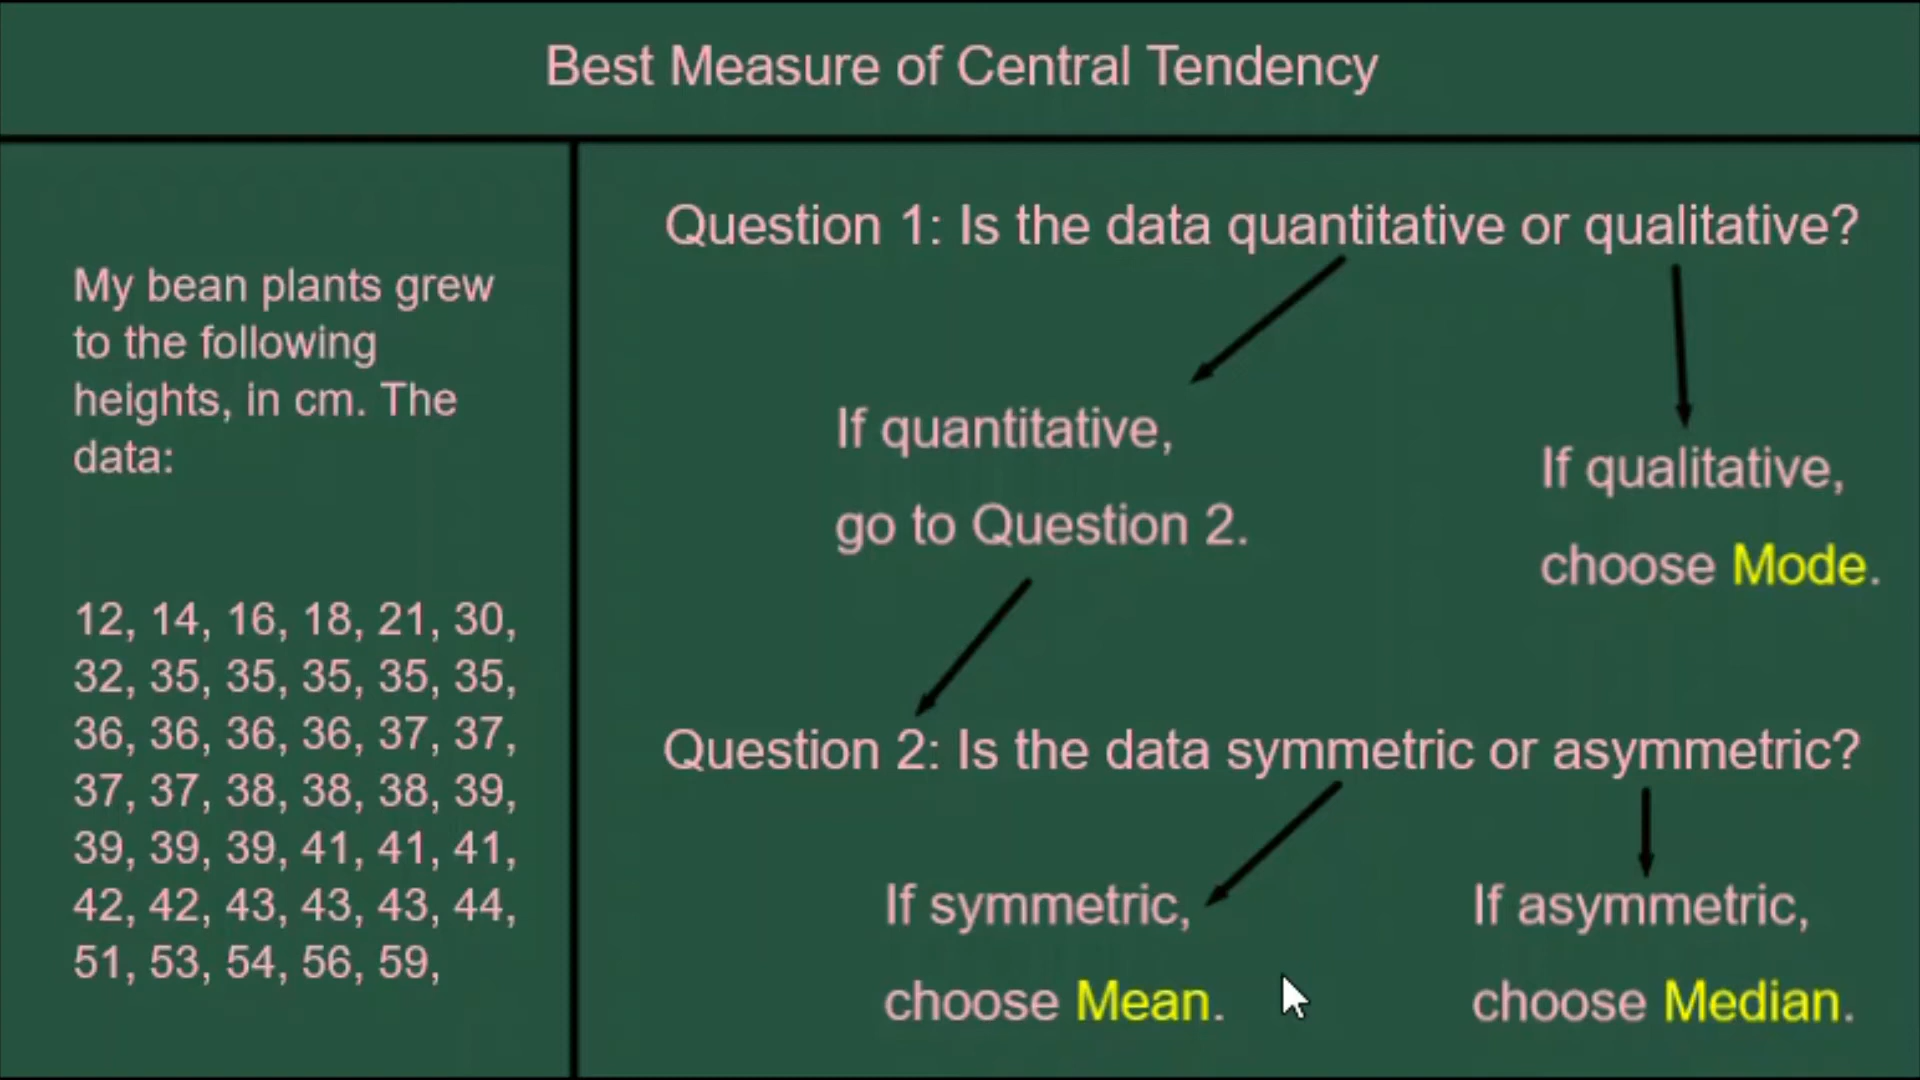 Best Measure of Central Tendency
My bean plants grew
to the following
heights, in cm. The
data:
12, 14, 16, 18, 21, 30,
32, 35, 35, 35, 35, 35,
36, 36, 36, 36, 37, 37,
37, 37, 38, 38, 38, 39,
39, 39, 39, 41, 41, 41,
42, 42, 43, 43, 43, 44,
51, 53, 54, 56, 59,
Question 1: Is the data quantitative or qualitative?
If quantitative,
go to Question 2.
If qualitative,
choose Mode.
Question 2: Is the data symmetric or asymmetric?
If symmetric,
choose Mean.
If asymmetric,
choose Median.